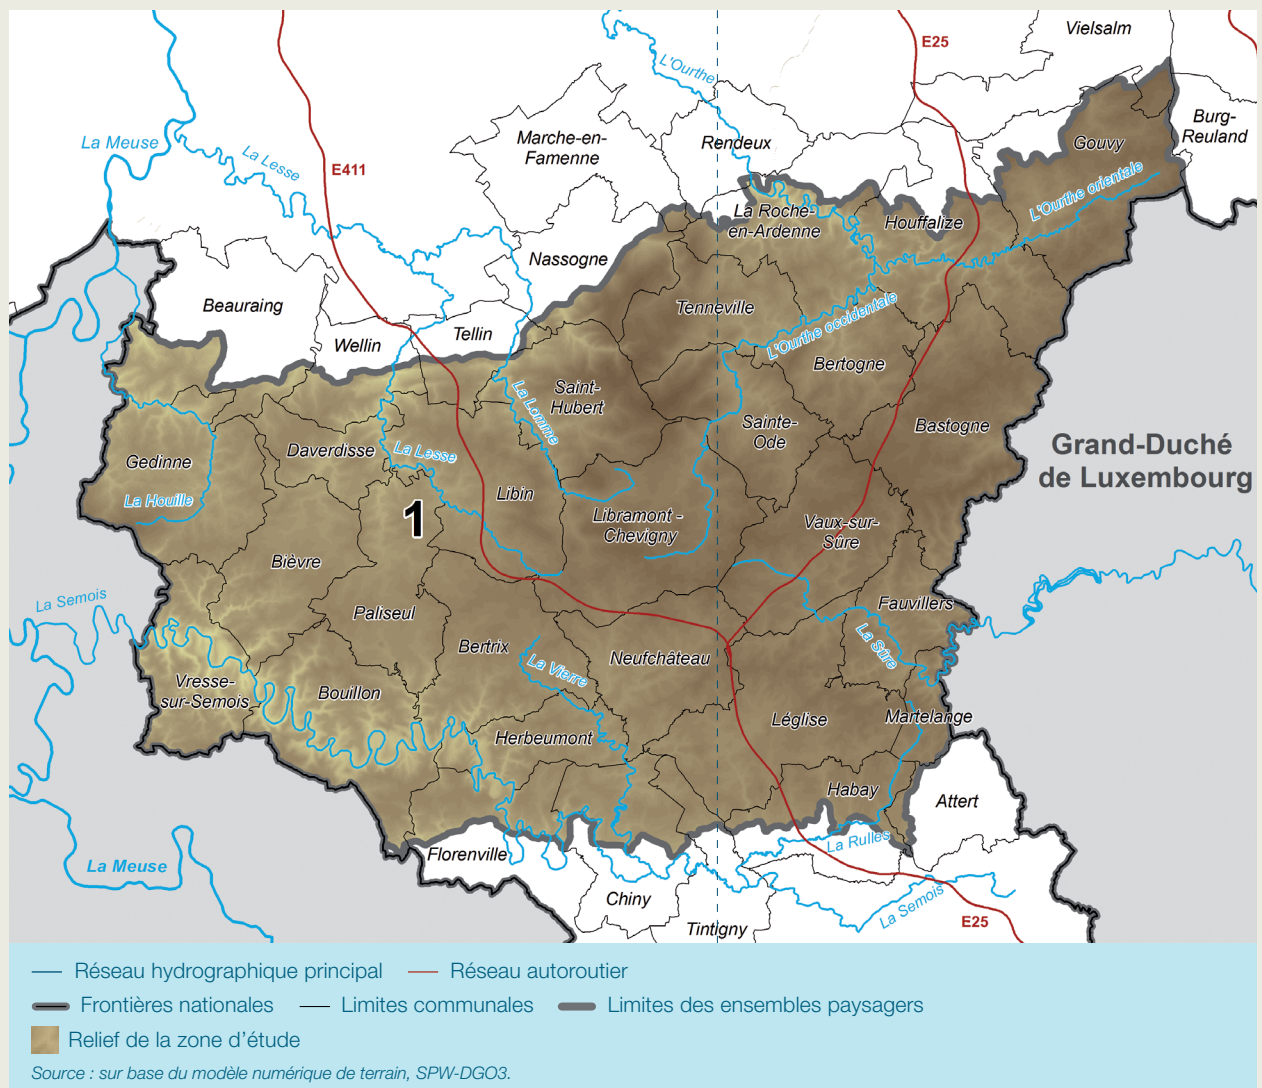 Vielsalm
E25
L'Ourthe
Burg-
Reuland
La Meuse
Marche-en-
Famenne
Rendeux
Gouvy
La Lesse
E411
L'Ourthe orientale
La Roche-
en-Ardenne
Houffalize
Nassogne
Beauraing
Tenneville
L'Ourthe occidentale
Tellin
Wellin
Bertogne
Saint-
Hubert
La Lomme
Sainte-
Ode
Bastogne
Grand-Duché
de Luxembourg
Daverdisse
La Lesse
Gedinne
La Houille
Libin
1
Libramont -
Chevigny
Vaux-sur-
Sûre
Bièvre
La Semois
Paliseul
Fauvillers
Bertrix
La Vierre
Neufchâteau
La Sûre
Vresse-
sur-Semois
Bouillon
Herbeumont
Léglise
Martelange
Habay
Attert
La Rulles
Florenville
La Meuse
Chiny
La Semois
Tintigny
E25
Réseau hydrographique principal
Réseau autoroutier
Frontières nationales
Limites communales
Limites des ensembles paysagers
Relief de la zone d'étude
Source : sur base du modèle numérique de terrain, SPW-DGO3.